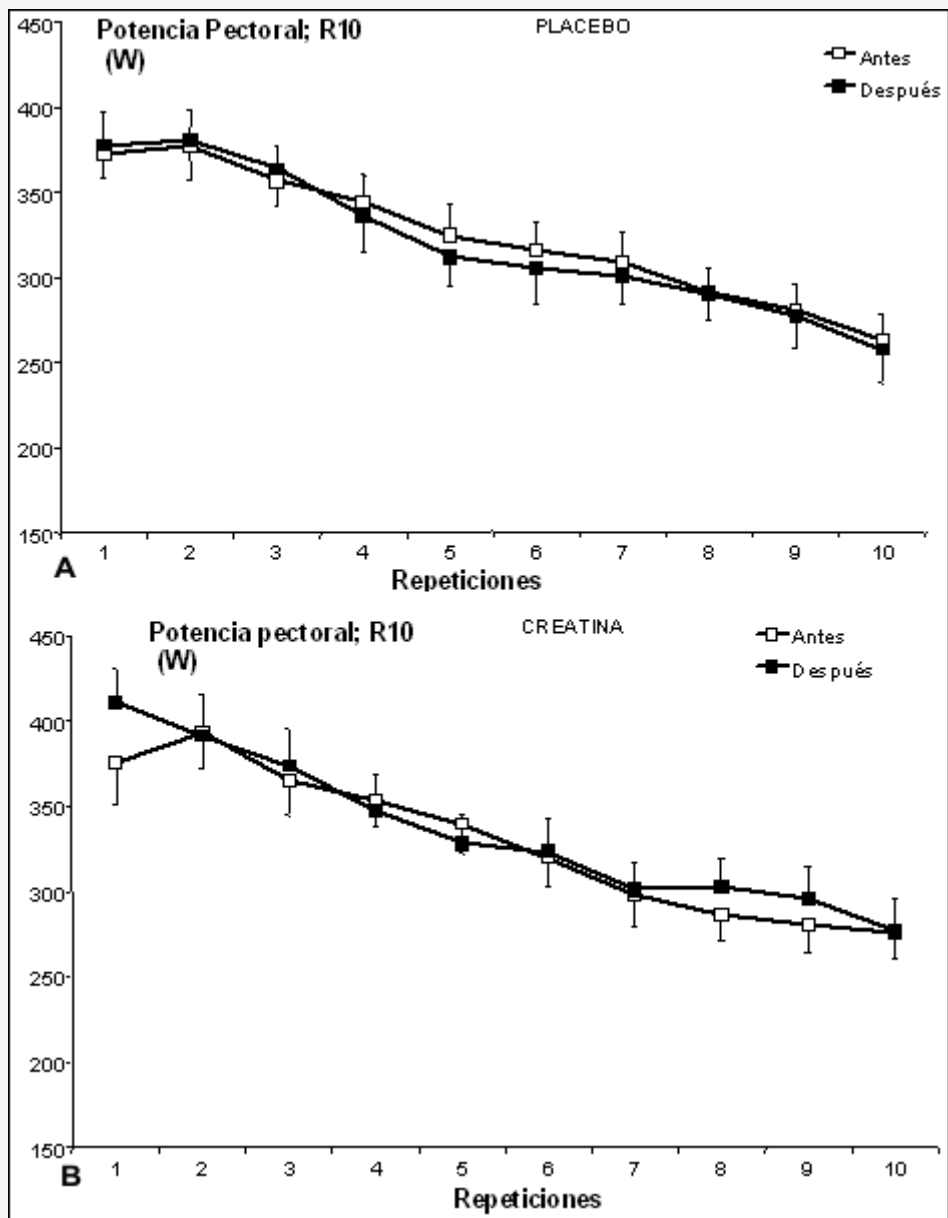 450
Potencia Pectoral; R10
(W)
PLACEBO
Antes
Después
400
350
300
250
200
150
1 2 3 4 5 6 7 8 9 10
A
Repeticiones
450
Potencia pectoral; R10
(W)
CREATINA
Antes
Después
400
350
300
250
200
150
1 2 3 4 5 6 7 8 9 10
B
Repeticiones